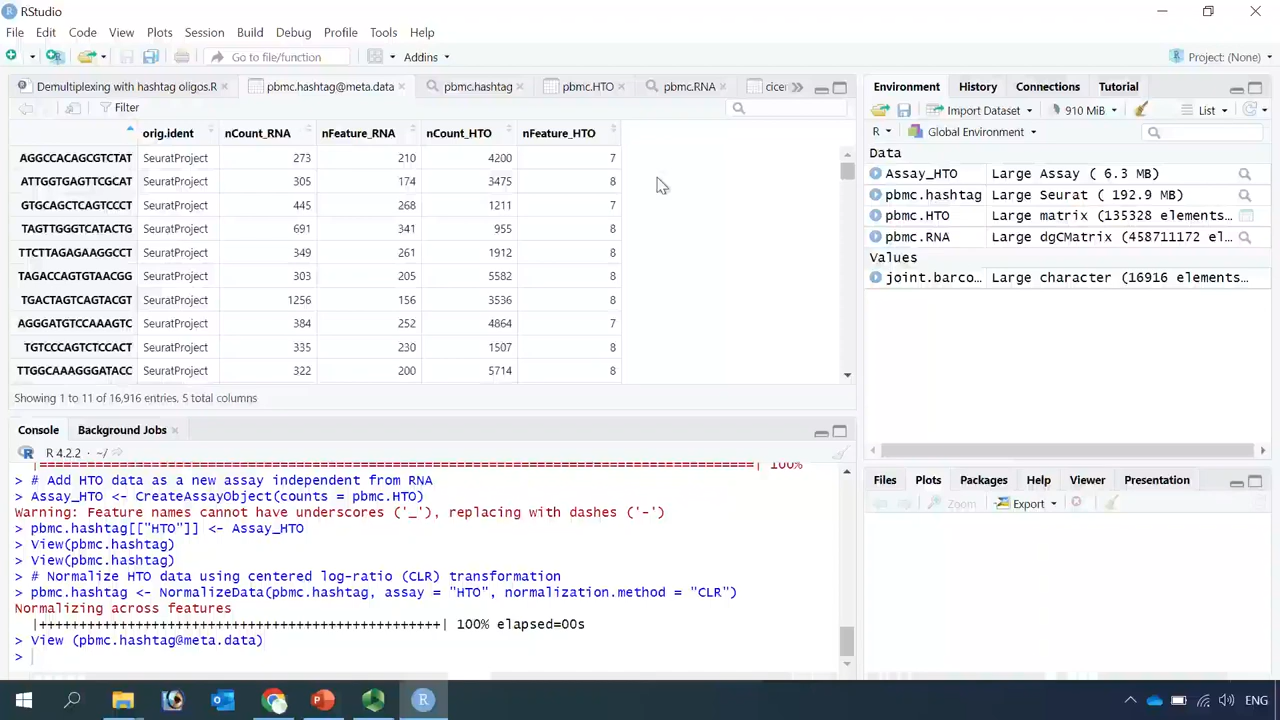 RStudio
File Edit Code View Plots Session Build Debug Profile Tools Help
Go to file/function Addins Project: (None)
Demultiplexing with hashtag oligos.R pbmc.hashtag@meta.data pbmc.hashtag pbmc.HTO pbmc.RNA cicer
Filter
orig.ident nCount_RNA nFeature_RNA nCount_HTO nFeature_HTO
AGGCCACAGCGTCTAT SeuratProject 273 210 4200 7
ATTGGTGAGTTCGCAT SeuratProject 305 174 3475 8
GTGCAGCTCAGTCCCT SeuratProject 445 268 1211 7
TAGTTGGGTCATACTG SeuratProject 691 341 955 8
TTCTTAGAGAAGGCCT SeuratProject 349 261 1912 8
TAGACCAGTGTAACGG SeuratProject 303 205 5582 8
TGACTAGTCAGTACGT SeuratProject 1256 156 3536 8
AGGGATGTCCAAAGTC SeuratProject 384 252 4864 7
TGTCCCAGTCTCCACT SeuratProject 335 230 1507 8
TTGGCAAAGGGATACC SeuratProject 322 200 5714 8
Showing 1 to 11 of 16,916 entries, 5 total columns
Console Background Jobs
R 4.2.2 · ~/
|=========================================================================| 100%
> # Add HTO data as a new assay independent from RNA
> Assay_HTO <- CreateAssayObject(counts = pbmc.HTO)
Warning: Feature names cannot have underscores ('_'), replacing with dashes ('-')
> pbmc.hashtag[["HTO"]] <- Assay_HTO
> View(pbmc.hashtag)
> View(pbmc.hashtag)
> # Normalize HTO data using centered log-ratio (CLR) transformation
> pbmc.hashtag <- NormalizeData(pbmc.hashtag, assay = "HTO", normalization.method = "CLR")
Normalizing across features
|++++++++++++++++++++++++++++++++++++++++++++++++++| 100% elapsed=00s
> View (pbmc.hashtag@meta.data)
>
Environment History Connections Tutorial
Import Dataset 910 MiB List
R Global Environment
Data
Assay_HTO Large Assay ( 6.3 MB)
pbmc.hashtag Large Seurat ( 192.9 MB)
pbmc.HTO Large matrix (135328 elements…
pbmc.RNA Large dgCMatrix (458711172 el…
Values
joint.barco… Large character (16916 elements…
Files Plots Packages Help Viewer Presentation
Zoom Export
ENG